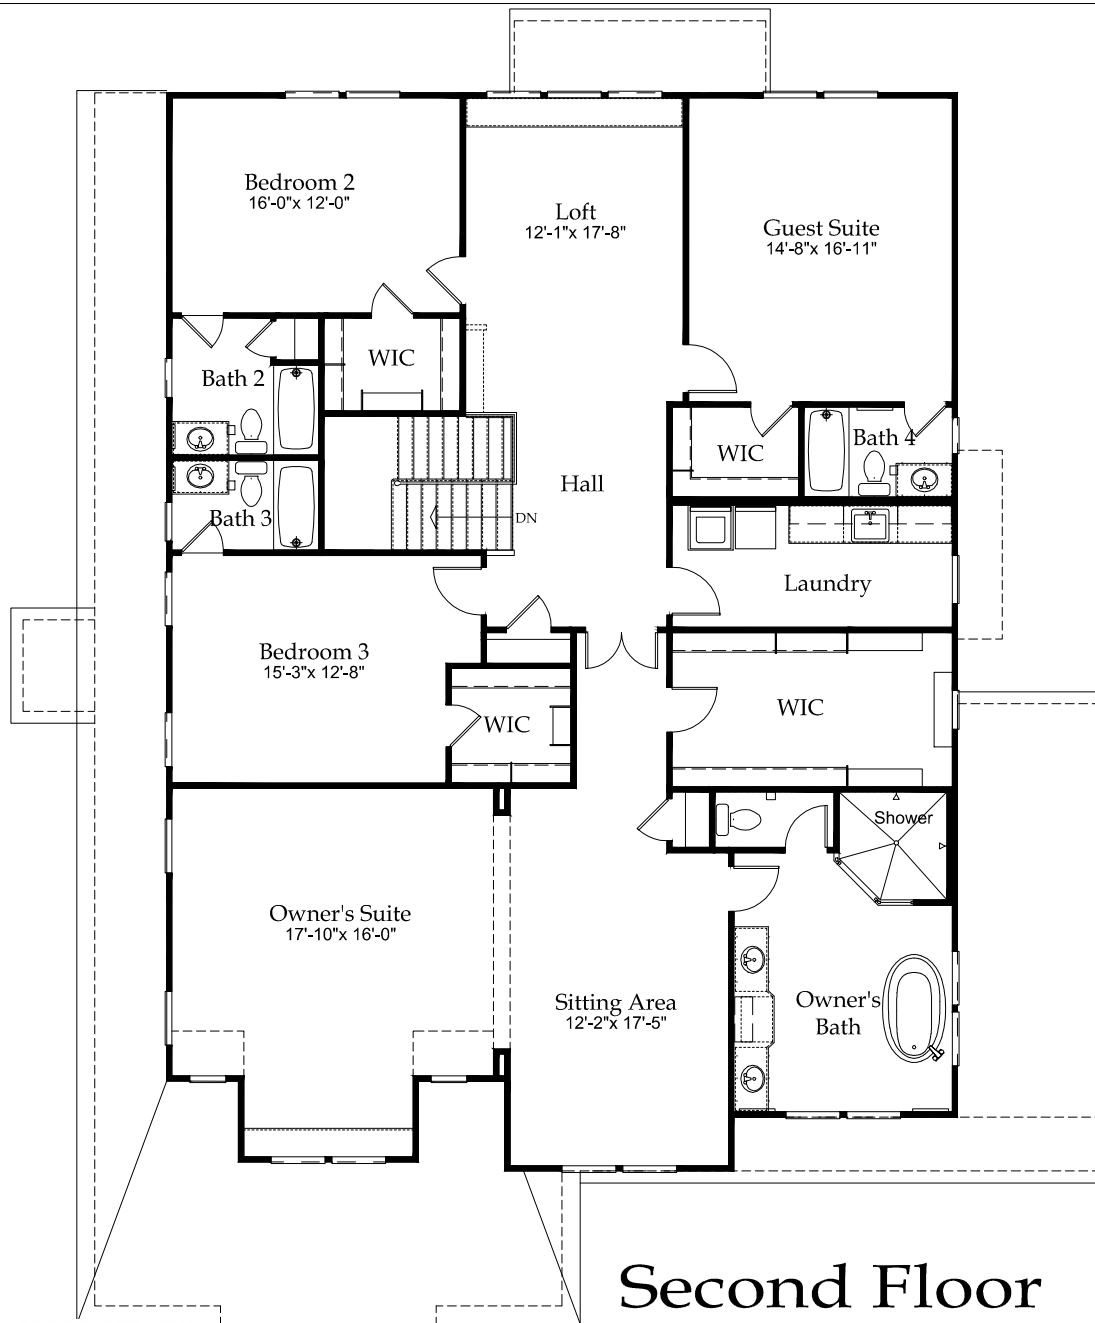 Bedroom 2
16'-0"x 12'-0"
Loft
12'-1"x 17'-8"
Guest Suite
14'-8"x 16'-11"
WIC
Bath 2
Bath 4
WIC
Hall
Bath 3
DN
Laundry
Bedroom 3
15'-3"x 12'-8"
WIC
WIC
Shower
Owner's Suite
17'-10"x 16'-0"
Sitting Area
12'-2"x 17'-5"
Owner's
Bath
Second Floor